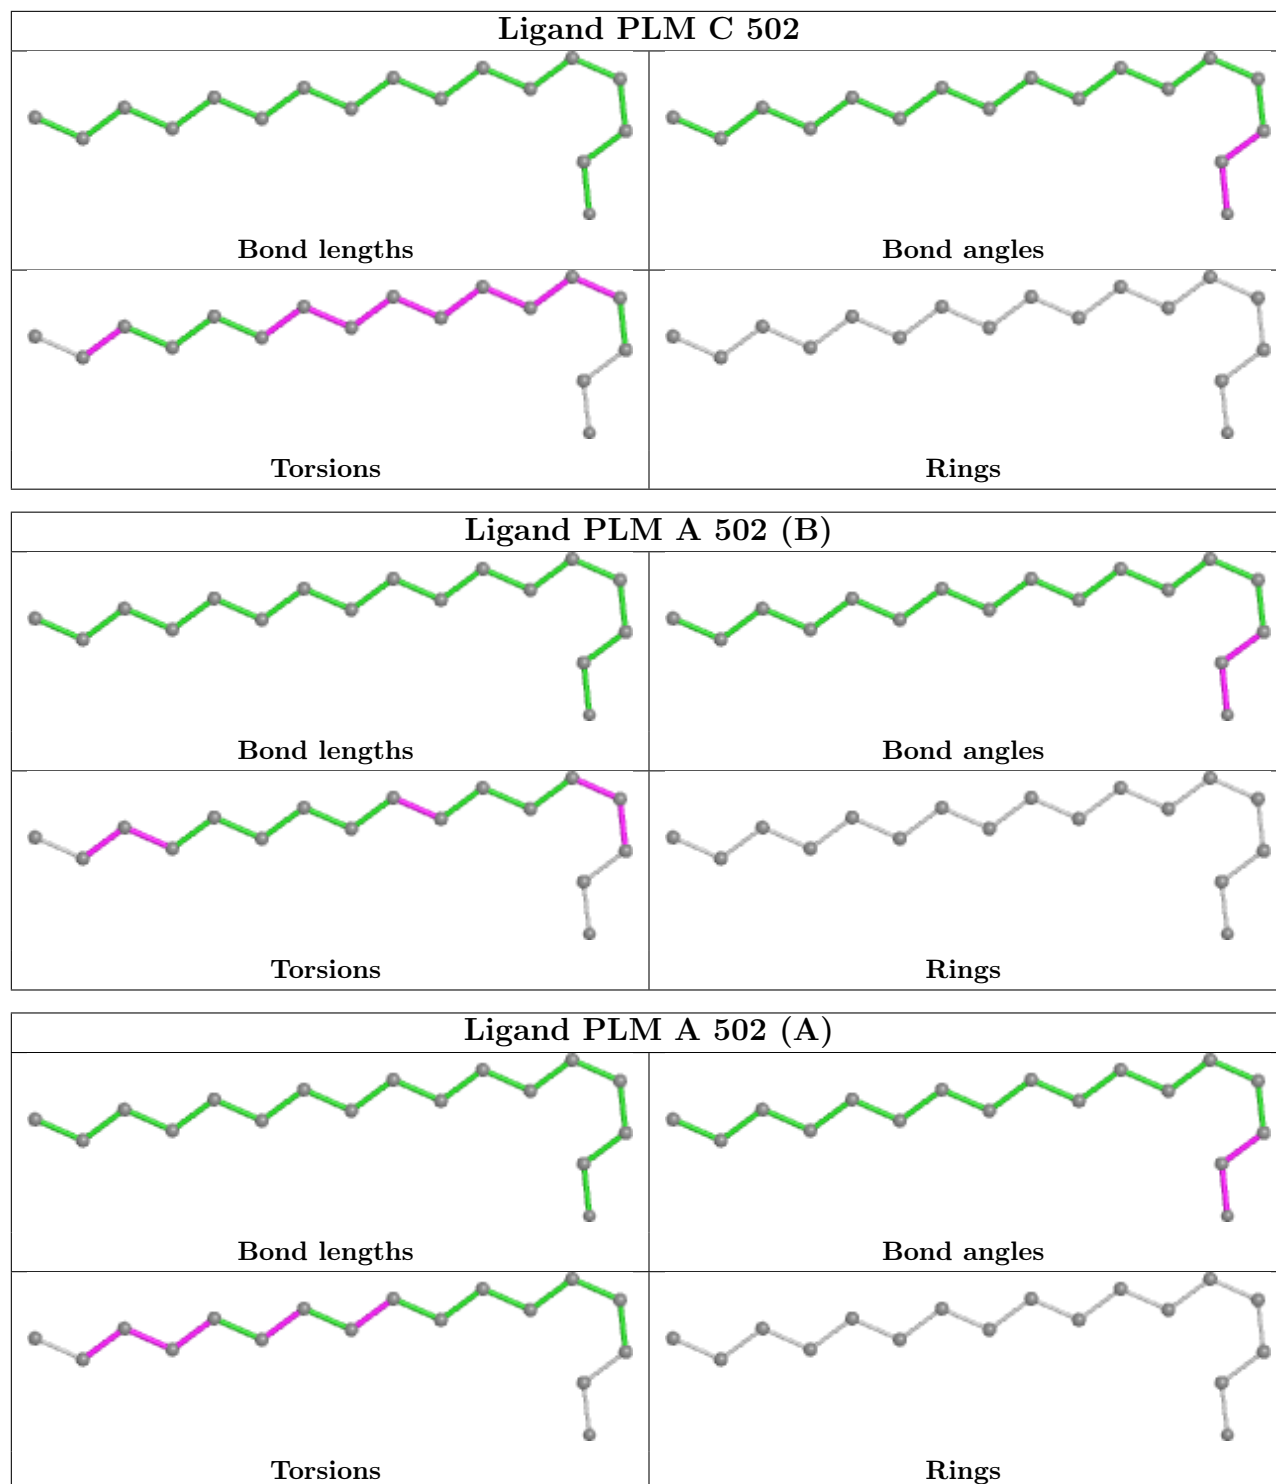 Ligand PLM C 502
Bond lengths
Bond angles
Torsions
Rings
Ligand PLM A 502 (B)
Bond lengths
Bond angles
Torsions
Rings
Ligand PLM A 502 (A)
Bond lengths
Bond angles
Torsions
Rings